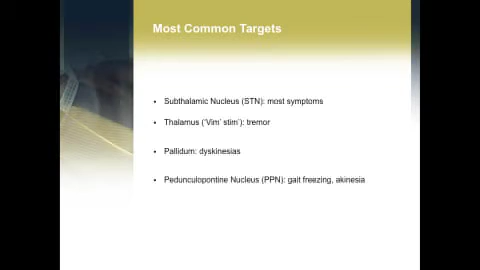 Most Common Targets
• Subthalamic Nucleus (STN): most symptoms
• Thalamus ('Vim' stim'): tremor
• Pallidum: dyskinesias
• Pedunculopontine Nucleus (PPN): gait freezing, akinesia